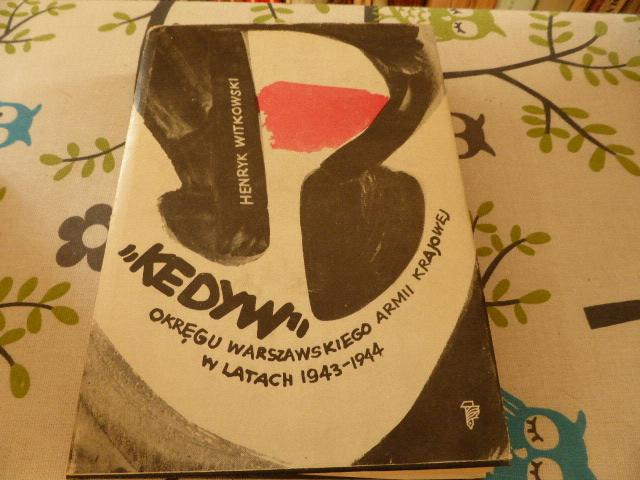 HENRYK WITKOWSKI
„KEDYW”
OKRĘGU WARSZAWSKIEGO ARMII KRAJOWEJ
W LATACH 1943-1944